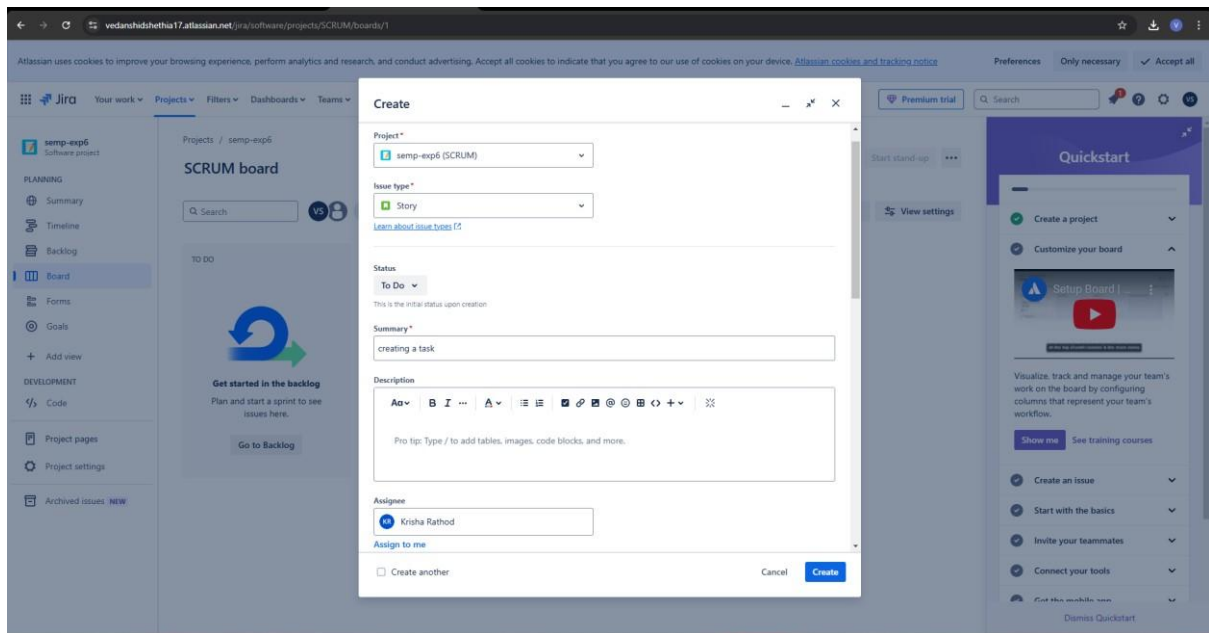 vedanshidshethia17.atlassian.net/jira/software/projects/SCRUM/boards/1
Atlassian uses cookies to improve your browsing experience, perform analytics and research, and conduct advertising. Accept all cookies to indicate that you agree to our use of cookies on your device. Atlassian cookies and tracking notice
Preferences
Only necessary
Accept all
Jira
Your work
Projects
Filters
Dashboards
Teams
Premium trial
Search
VS
semp-exp6
Software project
PLANNING
Summary
Timeline
Backlog
Board
Forms
Goals
Add view
DEVELOPMENT
Code
Project pages
Project settings
Archived issues NEW
Projects / semp-exp6
SCRUM board
Search
VS
Start stand-up
View settings
TO DO
Get started in the backlog
Plan and start a sprint to see
issues here.
Go to Backlog
Create
Project *
semp-exp6 (SCRUM)
Issue type *
Story
Learn about issue types
Status
To Do
This is the initial status upon creation
Summary *
creating a task
Description
Aa B I ... A
Pro tip: Type / to add tables, images, code blocks, and more.
Assignee
KR Krisha Rathod
Assign to me
Create another
Cancel
Create
Quickstart
Create a project
Customize your board
Setup Board |
Visualize, track and manage your team's
work on the board by configuring
columns that represent your team's
workflow.
Show me
See training courses
Create an issue
Start with the basics
Invite your teammates
Connect your tools
Get the mobile app
Dismiss Quickstart